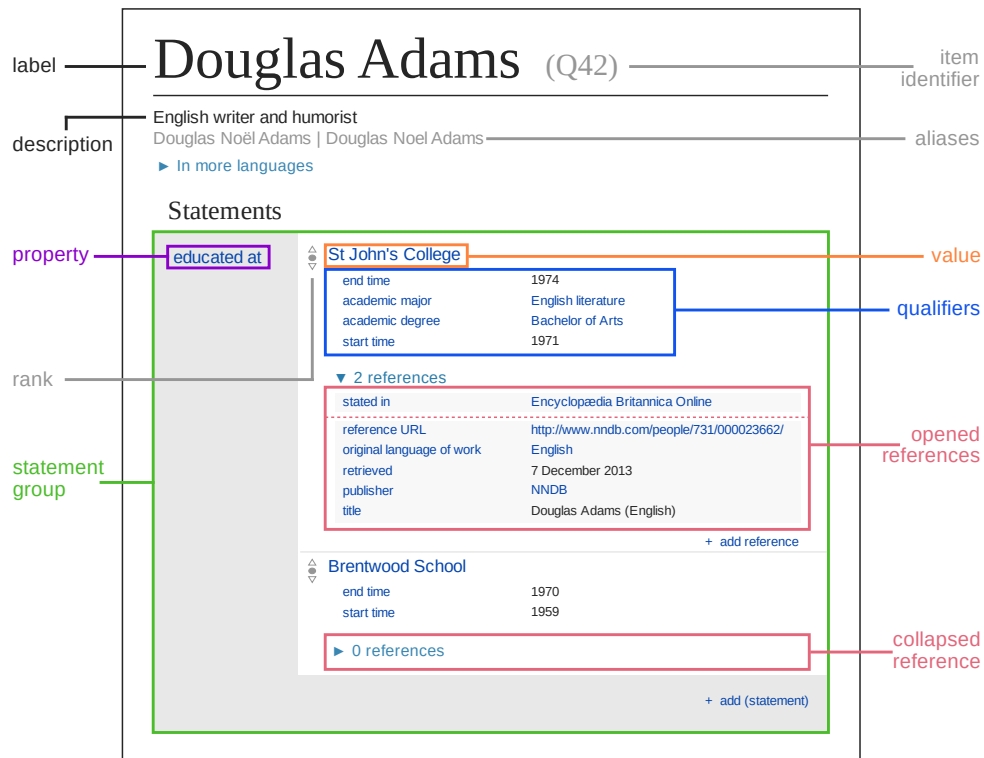 label
Douglas Adams (Q42)
item
identifier
description
English writer and humorist
Douglas Noël Adams | Douglas Noel Adams
aliases
► In more languages
Statements
property
educated at
St John's College
value
end time 1974
academic major English literature
academic degree Bachelor of Arts
start time 1971
qualifiers
rank
▼ 2 references
stated in Encyclopædia Britannica Online
reference URL http://www.nndb.com/people/731/000023662/
original language of work English
retrieved 7 December 2013
publisher NNDB
title Douglas Adams (English)
opened
references
statement
group
+ add reference
Brentwood School
end time 1970
start time 1959
► 0 references
collapsed
reference
+ add (statement)